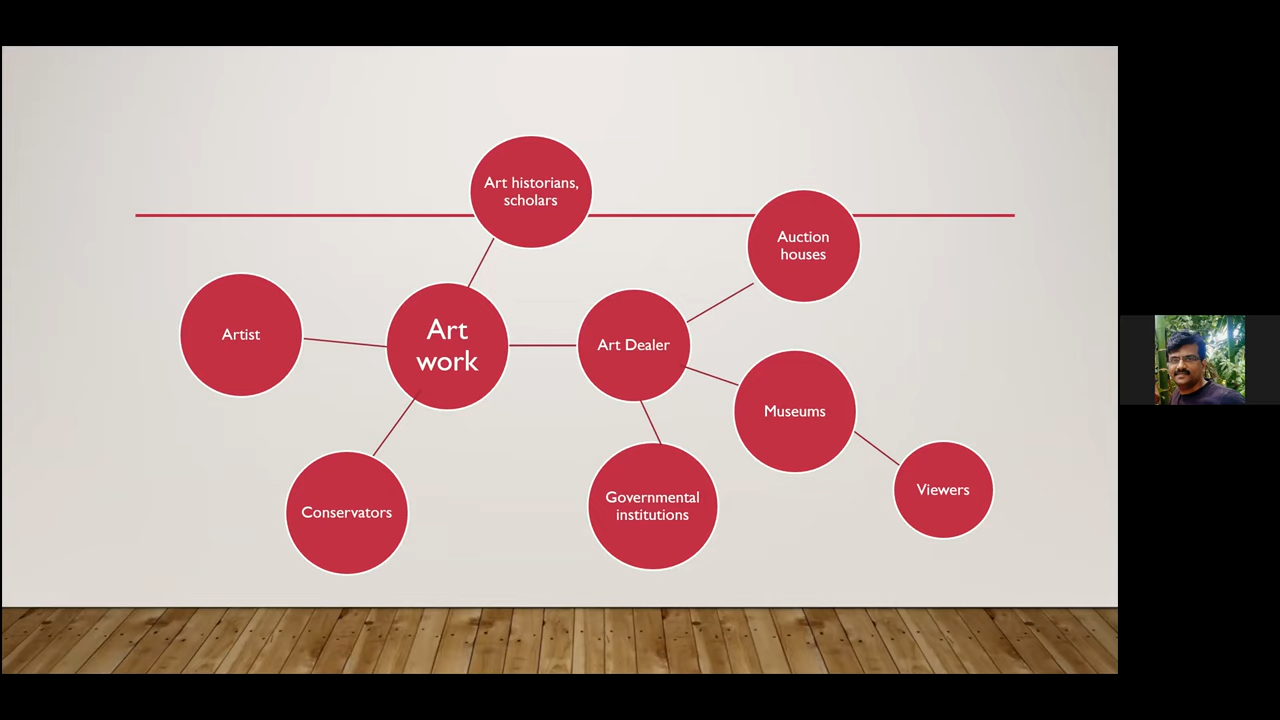 Art historians,
scholars
Auction
houses
Artist
Art
work
Art Dealer
Museums
Conservators
Governmental
institutions
Viewers